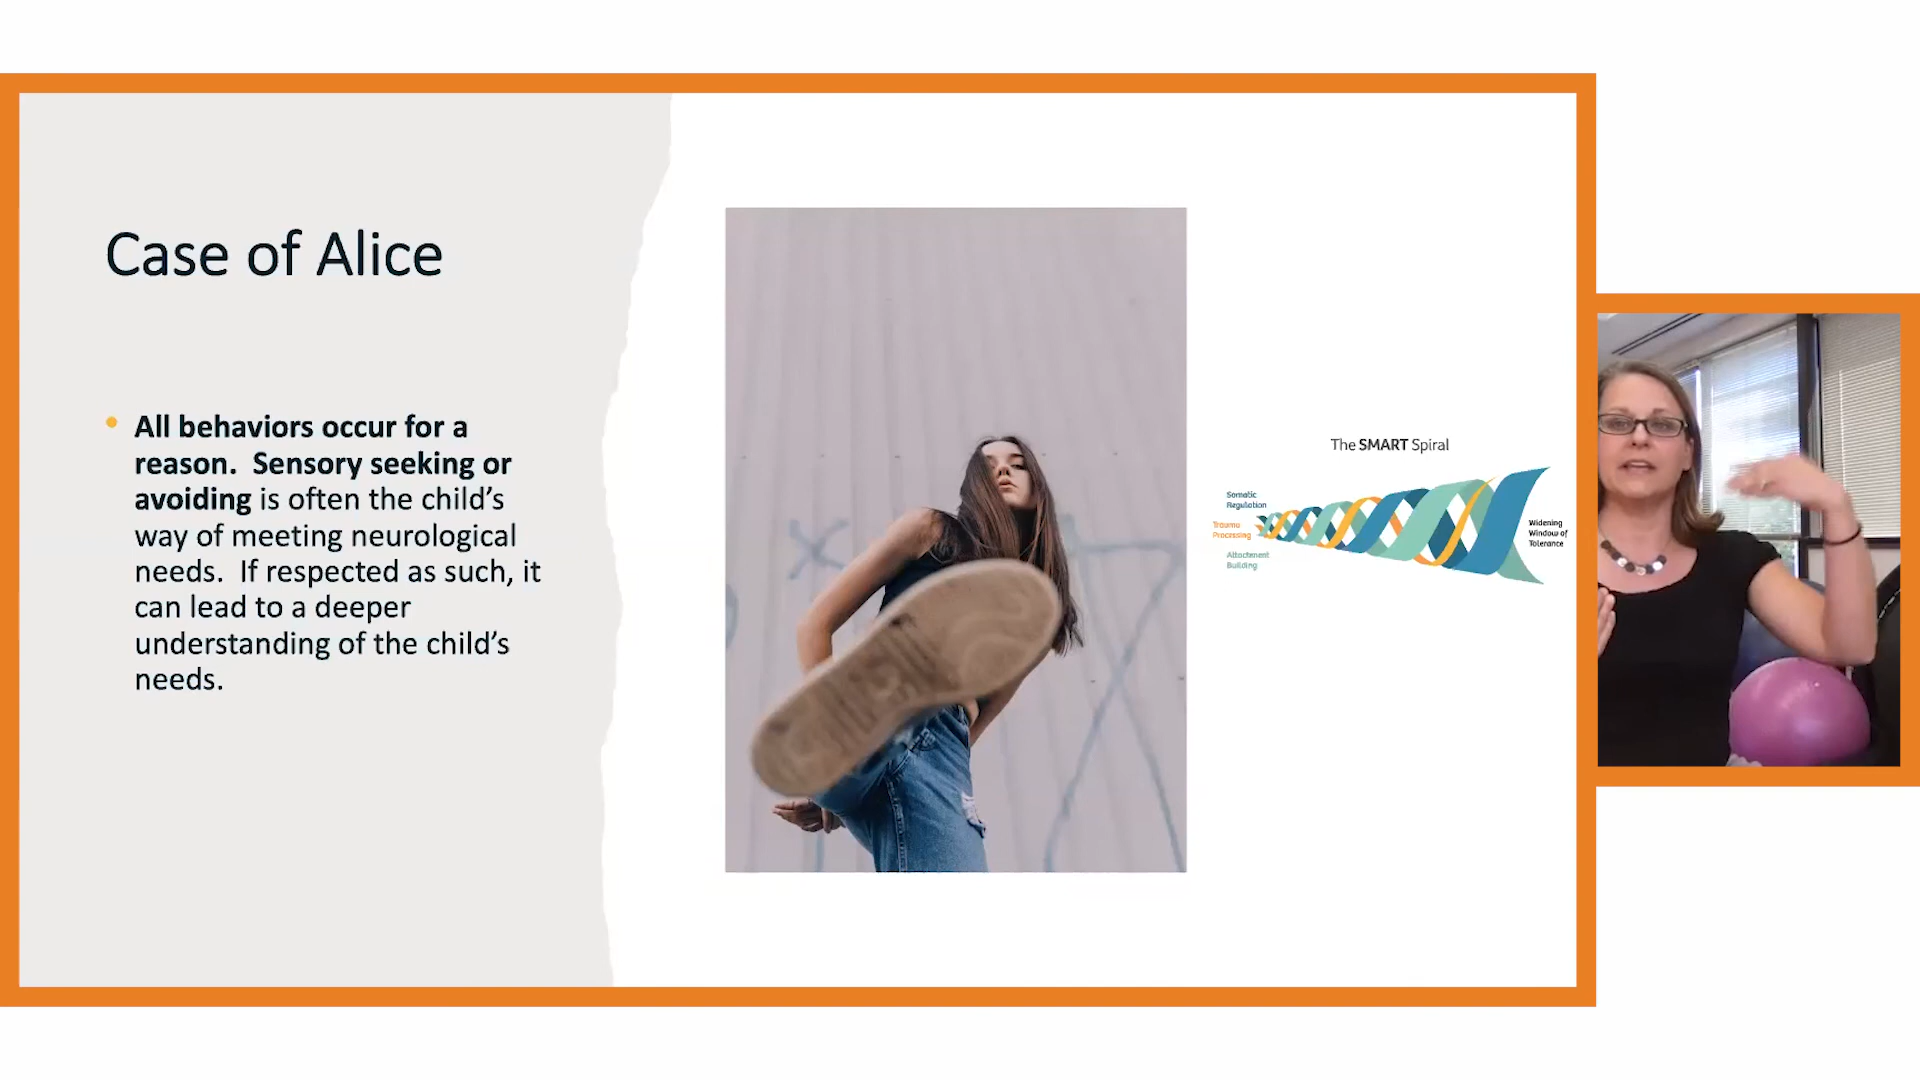 Case of Alice
• All behaviors occur for a
reason.  Sensory seeking or
avoiding is often the child’s
way of meeting neurological
needs.  If respected as such, it
can lead to a deeper
understanding of the child’s
needs.
The SMART Spiral
Somatic
Regulation
Trauma
Processing
Attachment
Building
Widening
Window of
Tolerance